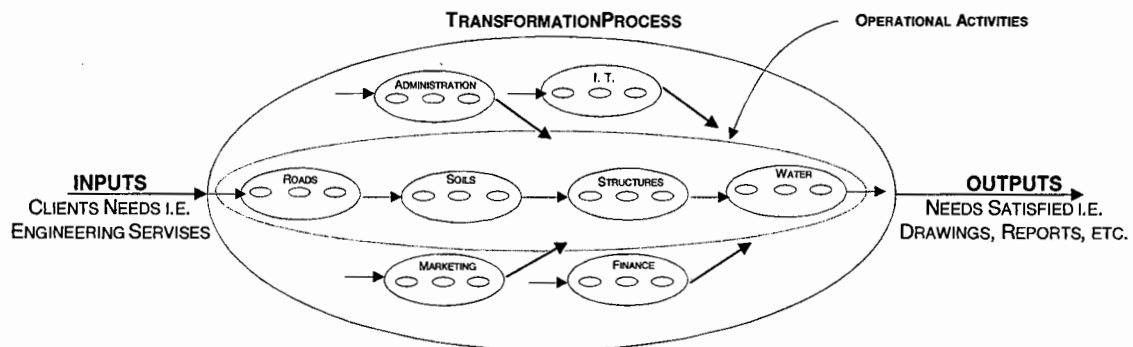 TRANSFORMATIONPROCESS
OPERATIONAL ACTIVITIES
ADMINISTRATION
I. T.
INPUTS
CLIENTS NEEDS I.E.
ENGINEERING SERVISES
ROADS
SOILS
STRUCTURES
WATER
OUTPUTS
NEEDS SATISFIED I.E.
DRAWINGS, REPORTS, ETC.
MARKETING
FINANCE